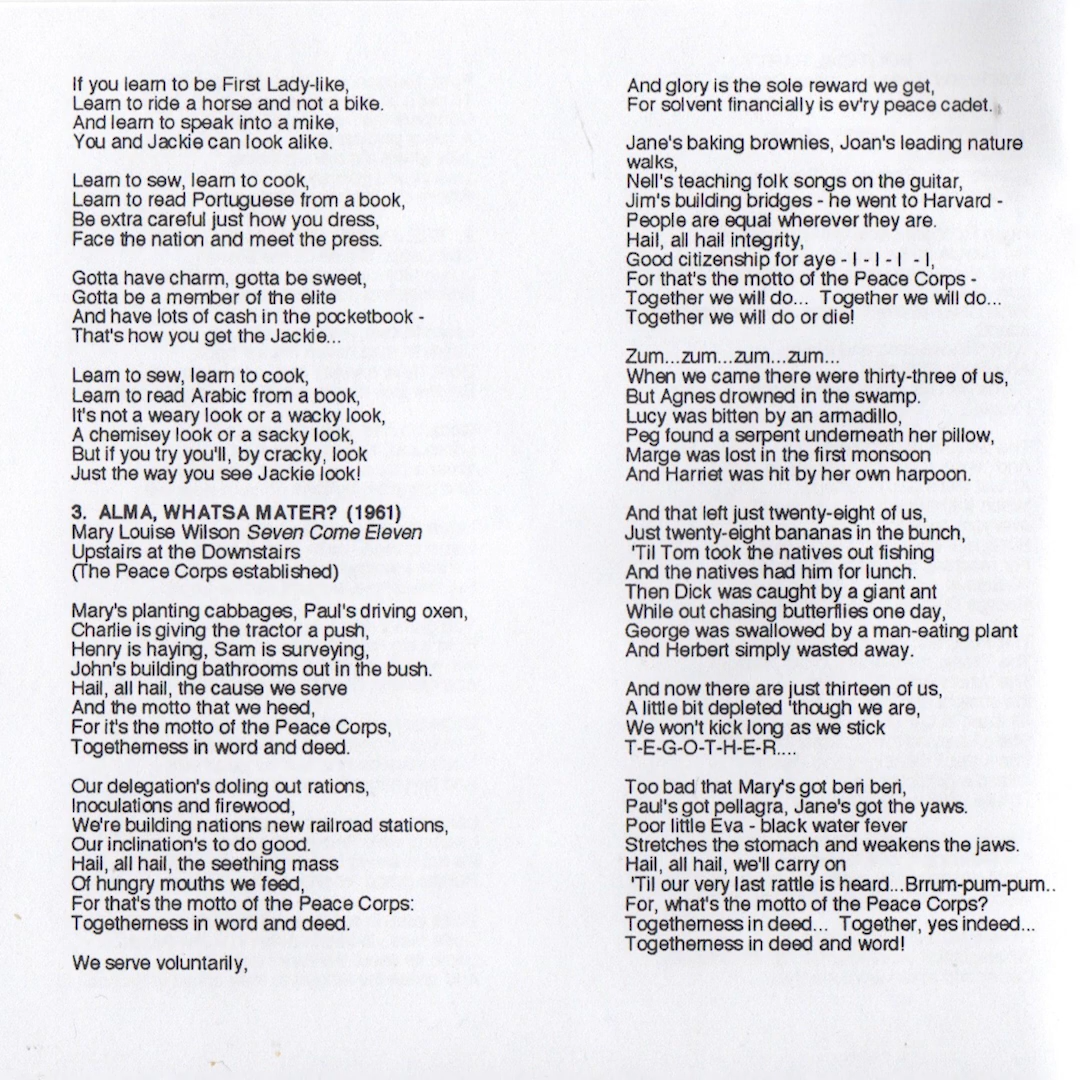 If you learn to be First Lady-like,
Learn to ride a horse and not a bike.
And learn to speak into a mike,
You and Jackie can look alike.
Learn to sew, learn to cook,
Learn to read Portuguese from a book,
Be extra careful just how you dress,
Face the nation and meet the press.
Gotta have charm, gotta be sweet,
Gotta be a member of the elite
And have lots of cash in the pocketbook -
That's how you get the Jackie...
Learn to sew, learn to cook,
Learn to read Arabic from a book,
It's not a weary look or a wacky look,
A chemisey look or a sacky look,
But if you try you'll, by cracky, look
Just the way you see Jackie look!
3. ALMA, WHATSA MATER? (1961)
Mary Louise Wilson Seven Come Eleven
Upstairs at the Downstairs
(The Peace Corps established)
Mary's planting cabbages, Paul's driving oxen,
Charlie is giving the tractor a push,
Henry is haying, Sam is surveying,
John's building bathrooms out in the bush.
Hail, all hail, the cause we serve
And the motto that we heed,
For it's the motto of the Peace Corps,
Togetherness in word and deed.
Our delegation's doling out rations,
Inoculations and firewood,
We're building nations new railroad stations,
Our inclination's to do good.
Hail, all hail, the seething mass
Of hungry mouths we feed,
For that's the motto of the Peace Corps:
Togetherness in word and deed.
We serve voluntarily,
And glory is the sole reward we get,
For solvent financially is ev'ry peace cadet.
Jane's baking brownies, Joan's leading nature
walks,
Nell's teaching folk songs on the guitar,
Jim's building bridges - he went to Harvard -
People are equal wherever they are.
Hail, all hail integrity,
Good citizenship for aye - I - I - I - I,
For that's the motto of the Peace Corps -
Together we will do... Together we will do...
Together we will do or die!
Zum...zum...zum...zum...
When we came there were thirty-three of us,
But Agnes drowned in the swamp.
Lucy was bitten by an armadillo,
Peg found a serpent underneath her pillow,
Marge was lost in the first monsoon
And Harriet was hit by her own harpoon.
And that left just twenty-eight of us,
Just twenty-eight bananas in the bunch,
'Til Tom took the natives out fishing
And the natives had him for lunch.
Then Dick was caught by a giant ant
While out chasing butterflies one day,
George was swallowed by a man-eating plant
And Herbert simply wasted away.
And now there are just thirteen of us,
A little bit depleted 'though we are,
We won't kick long as we stick
T-E-G-O-T-H-E-R....
Too bad that Mary's got beri beri,
Paul's got pellagra, Jane's got the yaws.
Poor little Eva - black water fever
Stretches the stomach and weakens the jaws.
Hail, all hail, we'll carry on
'Til our very last rattle is heard...Brrum-pum-pum..
For, what's the motto of the Peace Corps?
Togetherness in deed... Together, yes indeed...
Togetherness in deed and word!